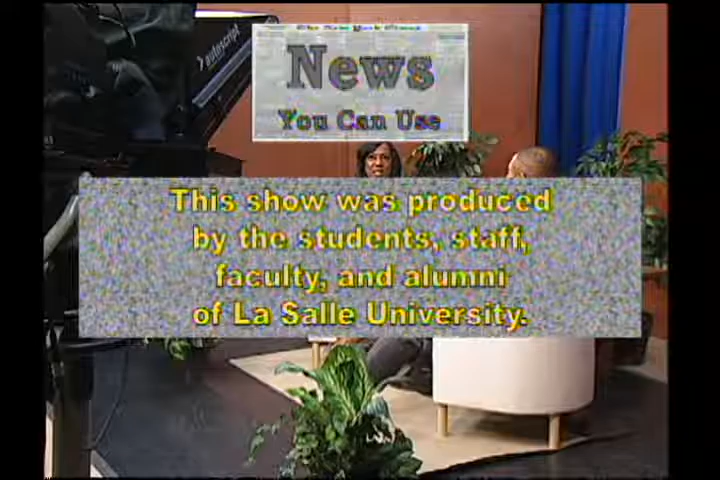 autoscript
News
You Can Use
This show was produced
by the students, staff,
faculty, and alumni
of La Salle University.